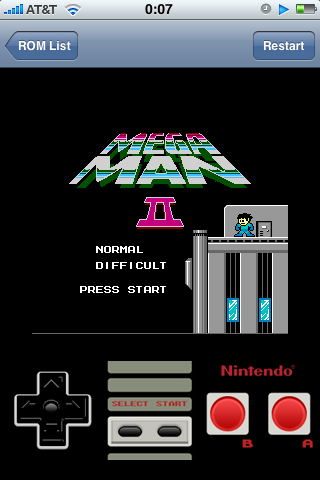 AT&T 0:07
ROM List Restart
MEGA
MAN
II
NORMAL
DIFFICULT
PRESS START
Nintendo®
SELECT START
B A